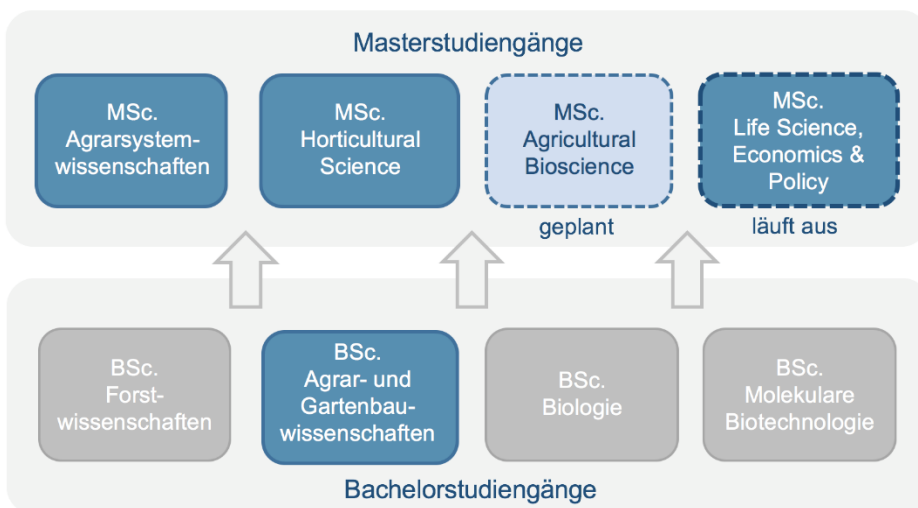 Masterstudiengänge
MSc.
Agrarsystem-
wissenschaften
MSc.
Horticultural
Science
MSc.
Agricultural
Bioscience
MSc.
Life Science,
Economics &
Policy
geplant
läuft aus
BSc.
Forst-
wissenschaften
BSc.
Agrar- und
Gartenbau-
wissenschaften
BSc.
Biologie
BSc.
Molekulare
Biotechnologie
Bachelorstudiengänge